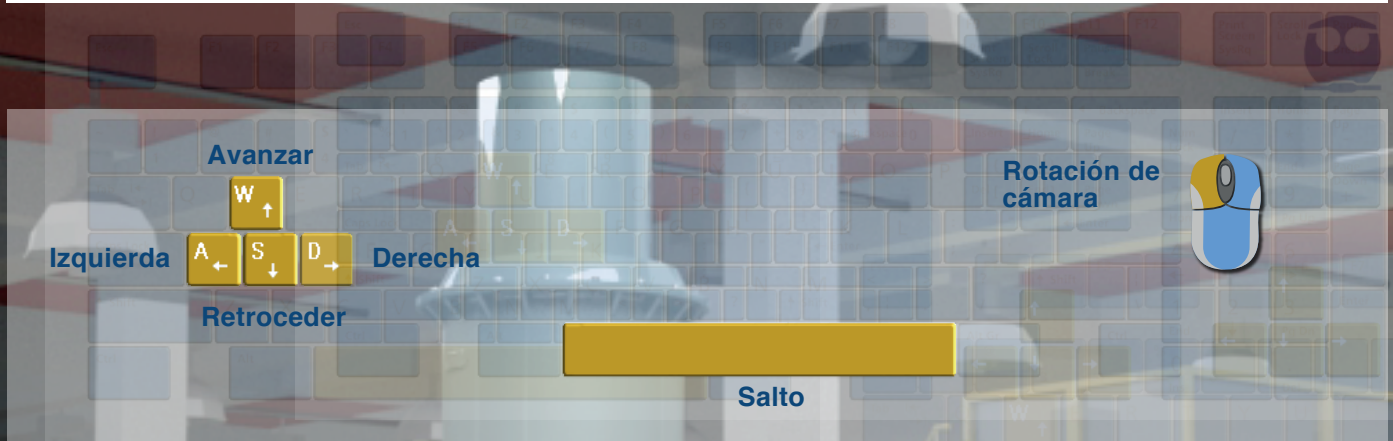 Avanzar
W
Rotación de
cámara
Izquierda
A
S
D
Derecha
Retroceder
Salto